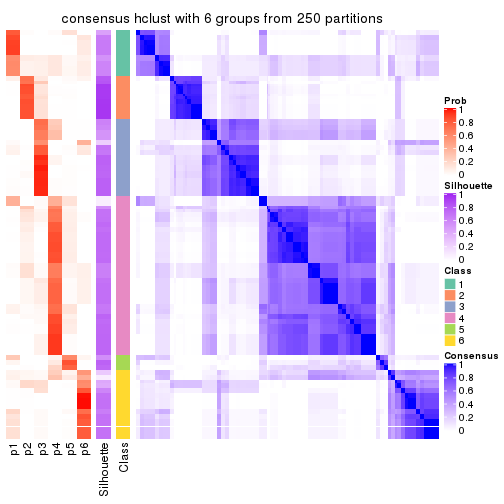 consensus hclust with 6 groups from 250 partitions
Prob
1
0.8
0.6
0.4
0.2
0
Silhouette
1
0.8
0.6
0.4
0.2
0
Class
1
2
3
4
5
6
Consensus
1
0.8
0.6
0.4
0.2
0
p1
p2
p3
p4
p5
p6
Silhouette
Class